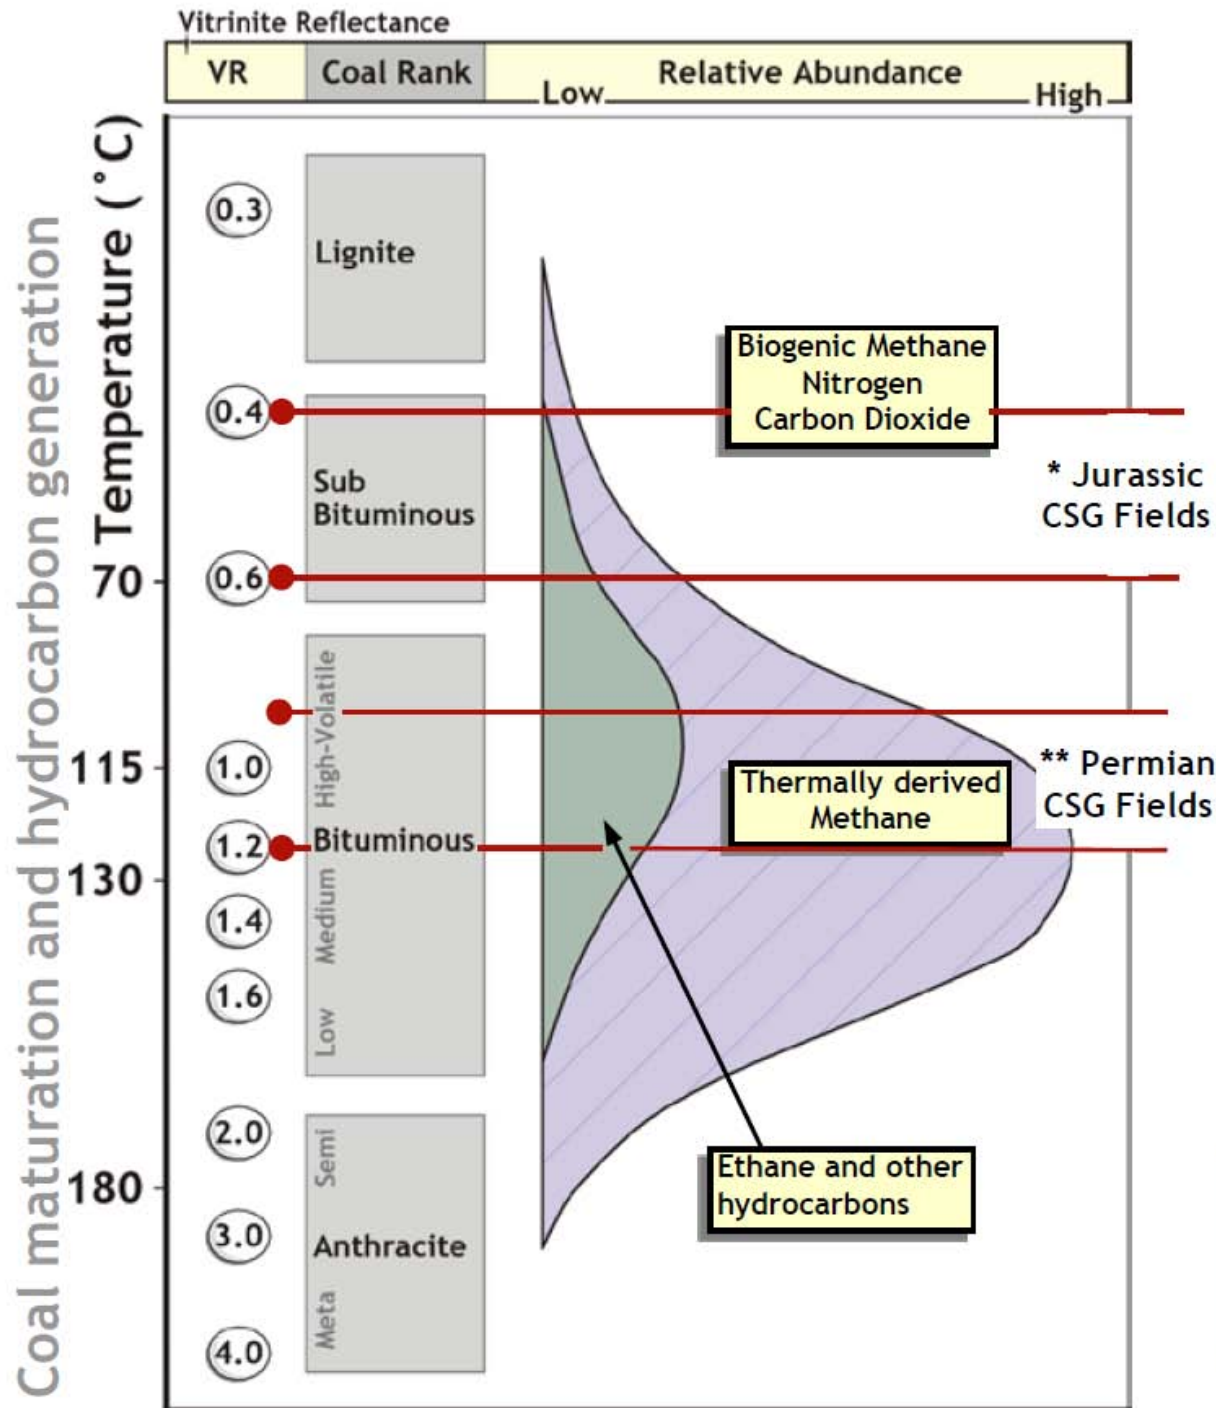 Vitrinite Reflectance
VR
Coal Rank
Relative Abundance
Low
High
Coal maturation and hydrocarbon generation
Temperature (˚C)
0.3
Lignite
Biogenic Methane
Nitrogen
Carbon Dioxide
0.4
* Jurassic
CSG Fields
Sub
Bituminous
70
0.6
High-Volatile
115
1.0
Thermally derived
Methane
** Permian
CSG Fields
1.2
Bituminous
130
Medium
1.4
1.6
Low
2.0
Semi
Ethane and other
hydrocarbons
180
3.0
Anthracite
Meta
4.0